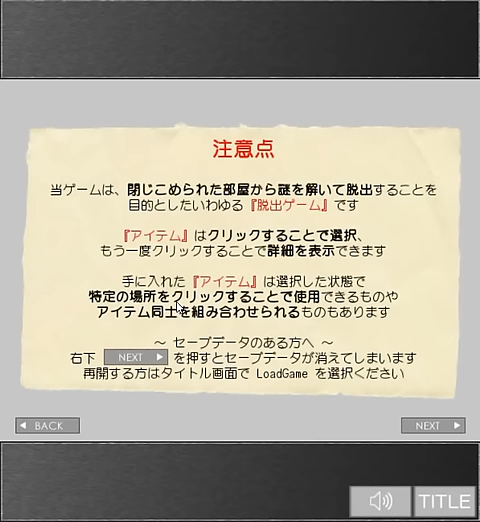 注意点
当ゲームは、閉じこめられた部屋から謎を解いて脱出することを
目的としたいわゆる『脱出ゲーム』です
『アイテム』はクリックすることで選択、
もう一度クリックすることで詳細を表示できます
手に入れた『アイテム』は選択した状態で
特定の場所をクリックすることで使用できるものや
アイテム同士を組み合わせられるものもあります
～ セーブデータのある方へ ～
右下 NEXT を押すとセーブデータが消えてしまいます
再開する方はタイトル画面で LoadGame を選択ください
BACK
NEXT
TITLE